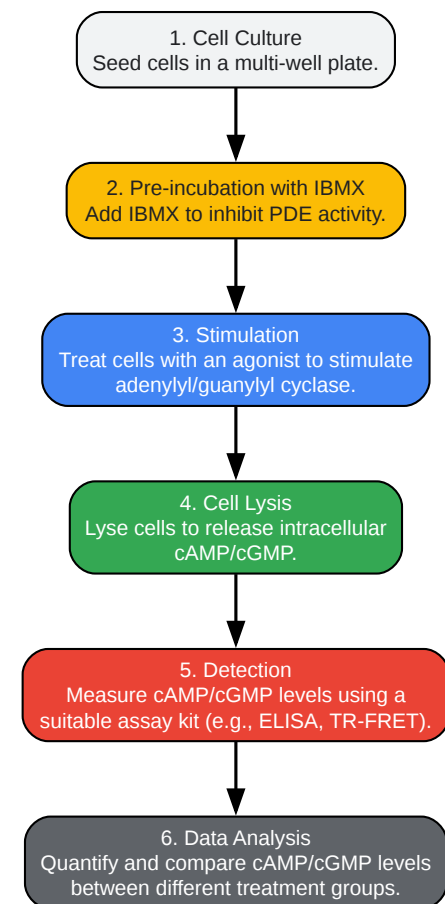 1. Cell Culture
Seed cells in a multi-well plate.
2. Pre-incubation with IBMX
Add IBMX to inhibit PDE activity.
3. Stimulation
Treat cells with an agonist to stimulate
adenylyl/guanylyl cyclase.
4. Cell Lysis
Lyse cells to release intracellular
cAMP/cGMP.
5. Detection
Measure cAMP/cGMP levels using a
suitable assay kit (e.g., ELISA, TR-FRET).
6. Data Analysis
Quantify and compare cAMP/cGMP levels
between different treatment groups.